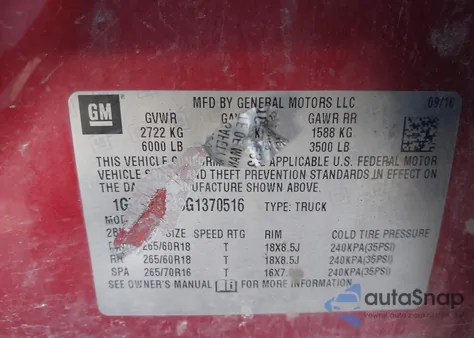 GM
MFD BY GENERAL MOTORS LLC 09/16
GVWR GAWR RR
2722 KG 1588 KG
6000 LB 3500 LB
THIS VEHICLE APPLICABLE U.S. FEDERAL MOTOR
VEHICLE THEFT PREVENTION STANDARDS IN EFFECT ON
THE MANUFACTURE SHOWN ABOVE.
G1370516 TYPE: TRUCK
SIZE SPEED RTG RIM COLD TIRE PRESSURE
265/60R18 T 18X8.5J 240KPA(35PSI)
265/60R18 T 18X8.5J 240KPA(35PSI)
SPA 265/70R16 T 16X7. 240KPA(35PSI)
SEE OWNER'S MANUAL FOR MORE INFORMATION.
autoSnap